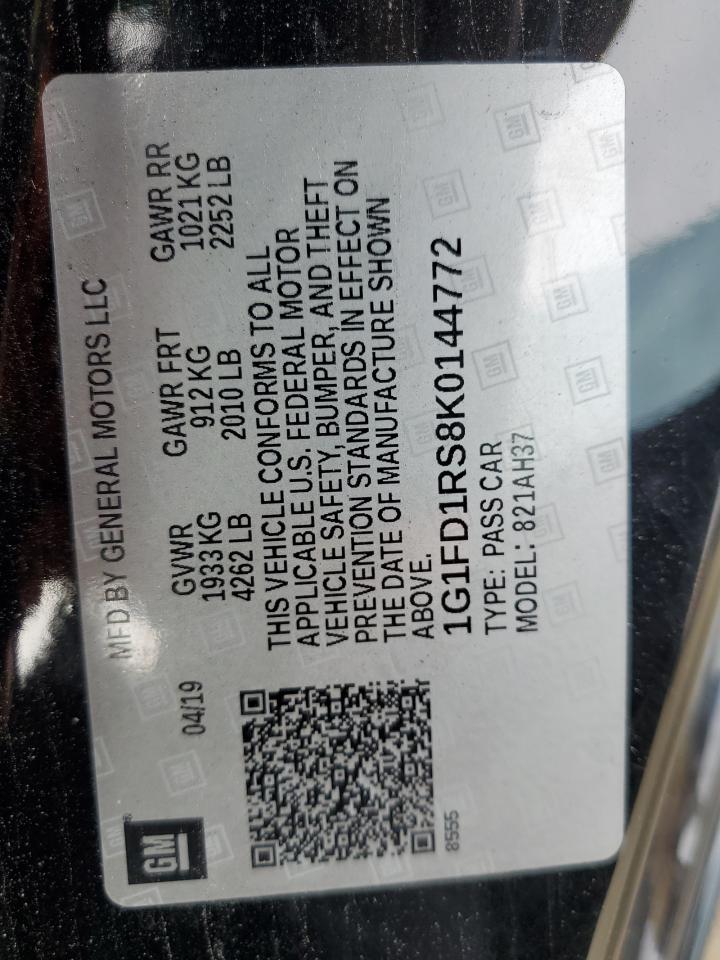 GM
MFD BY GENERAL MOTORS LLC
04/19
GVWR GAWR FRT GAWR RR
1933 KG 912 KG 1021 KG
4262 LB 2010 LB 2252 LB
THIS VEHICLE CONFORMS TO ALL
APPLICABLE U.S. FEDERAL MOTOR
VEHICLE SAFETY, BUMPER, AND THEFT
PREVENTION STANDARDS IN EFFECT ON
THE DATE OF MANUFACTURE SHOWN
ABOVE.
1G1FD1RS8K0144772
TYPE: PASS CAR
MODEL: 821AH37
8555